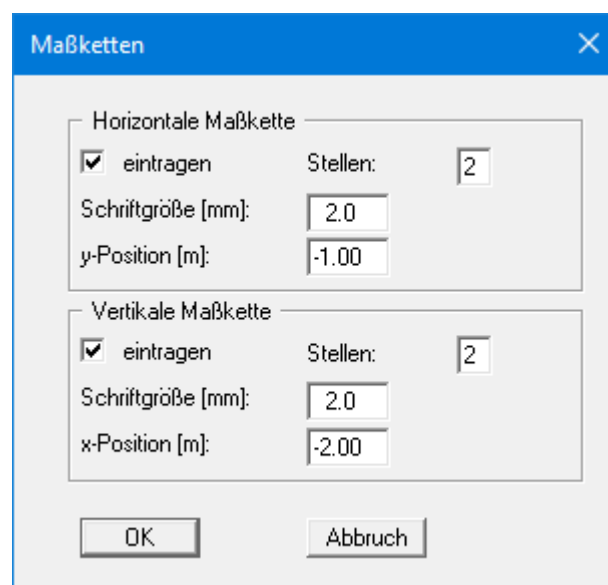 Maßketten
Horizontale Maßkette
eintragen Stellen: 2
Schriftgröße [mm]: 2.0
y-Position [m]: -1.00
Vertikale Maßkette
eintragen Stellen: 2
Schriftgröße [mm]: 2.0
x-Position [m]: -2.00
OK Abbruch